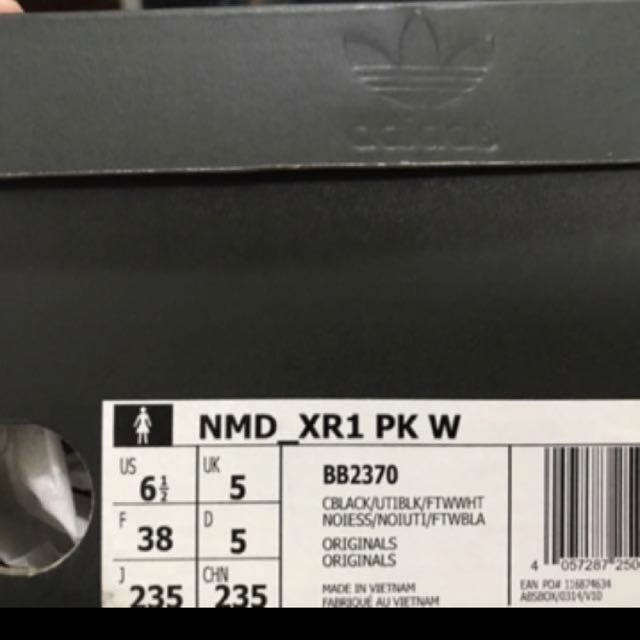 adidas
NMD_XR1 PK W
US 6½ UK 5
BB2370
CBLACK/UTIBLK/FTWWHT
NOIESS/NOIUTI/FTWBLA
F 38 D 5
ORIGINALS
ORIGINALS
J 235 CHN 235
MADE IN VIETNAM
FABRIQUÉ AU VIETNAM
4 057287 250
EAN PO# 116874634
ABSBOX/0314/VID